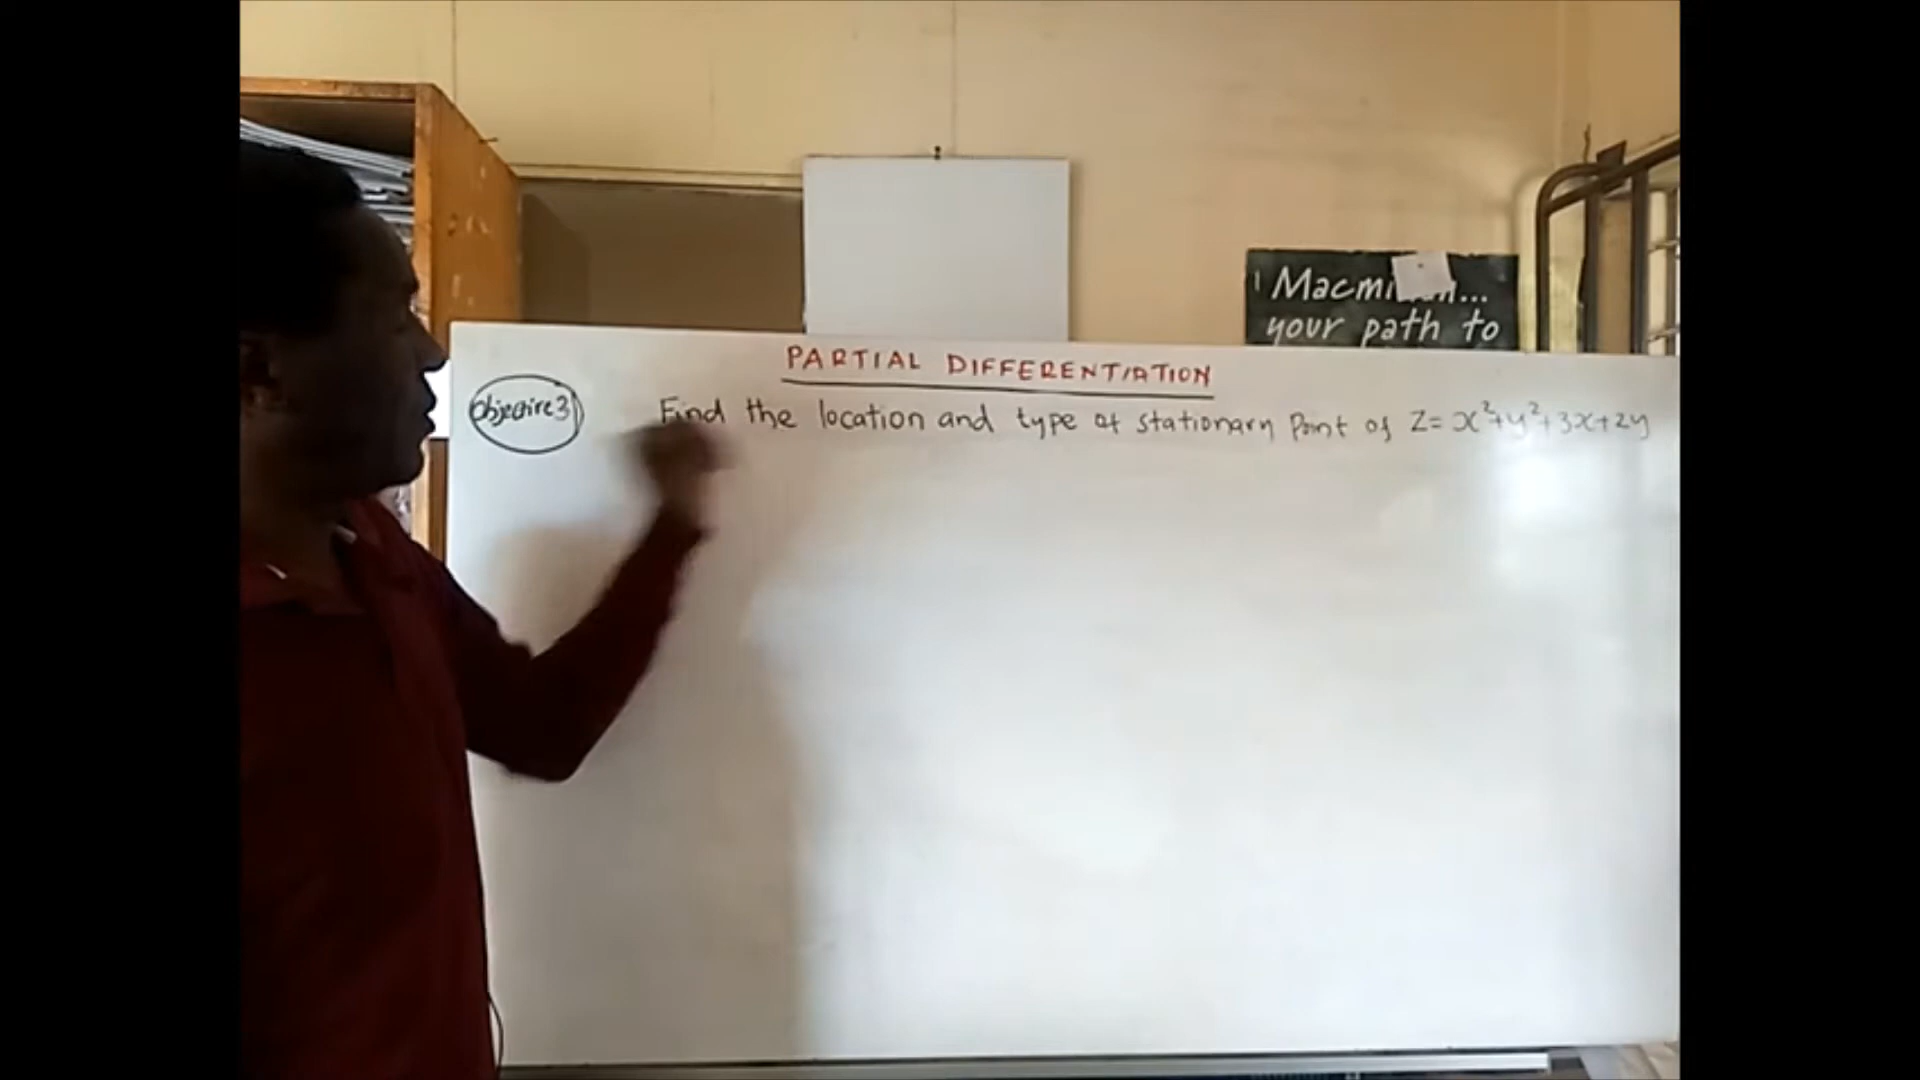 Macmi...
your path to
PARTIAL DIFFERENTIATION
Objective 3
Find the location and type of stationary Point of Z= x²+y²+3x+2y